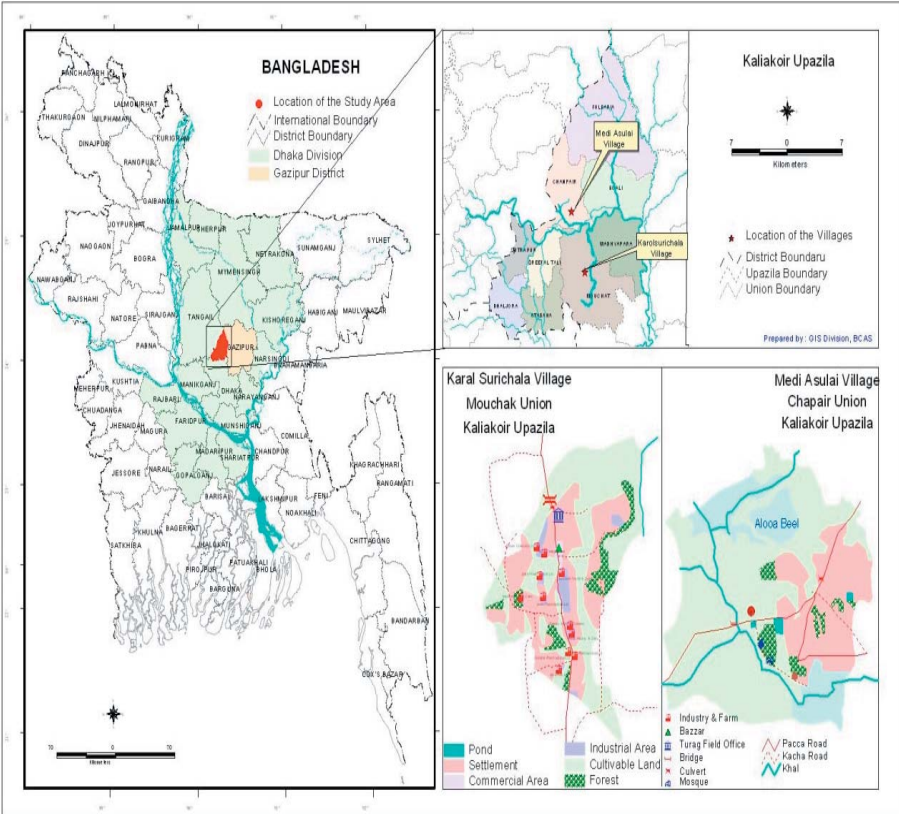 BANGLADESH
Location of the Study Area
International Boundary
District Boundary
Dhaka Division
Gazipur District
PANCHAGARH
THAKURGAON
NILPHAMARI
LALMONIRHAT
DINAJPUR
RANGPUR
KURIGRAM
GAIBANDHA
JOYPURHAT
NAOGAON
BOGRA
SHERPUR
NETRAKONA
SUNAMGANJ
SYLHET
MYMENSINGH
NAWABGANJ
RAJSHAHI
NATORE
SIRAJGANJ
TANGAIL
KISHOREGANJ
HABIGANJ
MAULVIBAZAR
PABNA
GAZIPUR
NARSINGDI
MEHERPUR
KUSHTIA
MANIKGANJ
DHAKA
NARAYANGANJ
CHUADANGA
RAJBARI
JHENAIDAH
MAGURA
FARIDPUR
MUNSHIGANJ
COMILLA
MADARIPUR
CHANDPUR
SHARIATPUR
JESSORE
NARAIL
GOPALGANJ
KHAGRACHHARI
RANGAMATI
BARISAL
LAKSHMIPUR
FENI
NOAKHALI
KHULNA
BAGERHAT
SATKHIRA
JHALOKATI
PATUAKHALI
BHOLA
PIROJPUR
BARGUNA
CHITTAGONG
BANDARBAN
COX'S BAZAR
70 0 70
Kilometers
Kaliakoir Upazila
7 0 7
Kilometers
Medi Asulai
Village
Karolsurichala
Village
Location of the Villages
District Boundaru
Upazila Boundary
Union Boundary
Prepared by : GIS Division, BCAS
Karal Surichala Village
Mouchak Union
Kaliakoir Upazila
Medi Asulai Village
Chapair Union
Kaliakoir Upazila
Alooa Beel
Pond
Settlement
Commercial Area
Industrial Area
Cultivable Land
Forest
Industry & Farm
Bazzar
Turag Field Office
Bridge
Culvert
Mosque
Pacca Road
Kacha Road
Khal